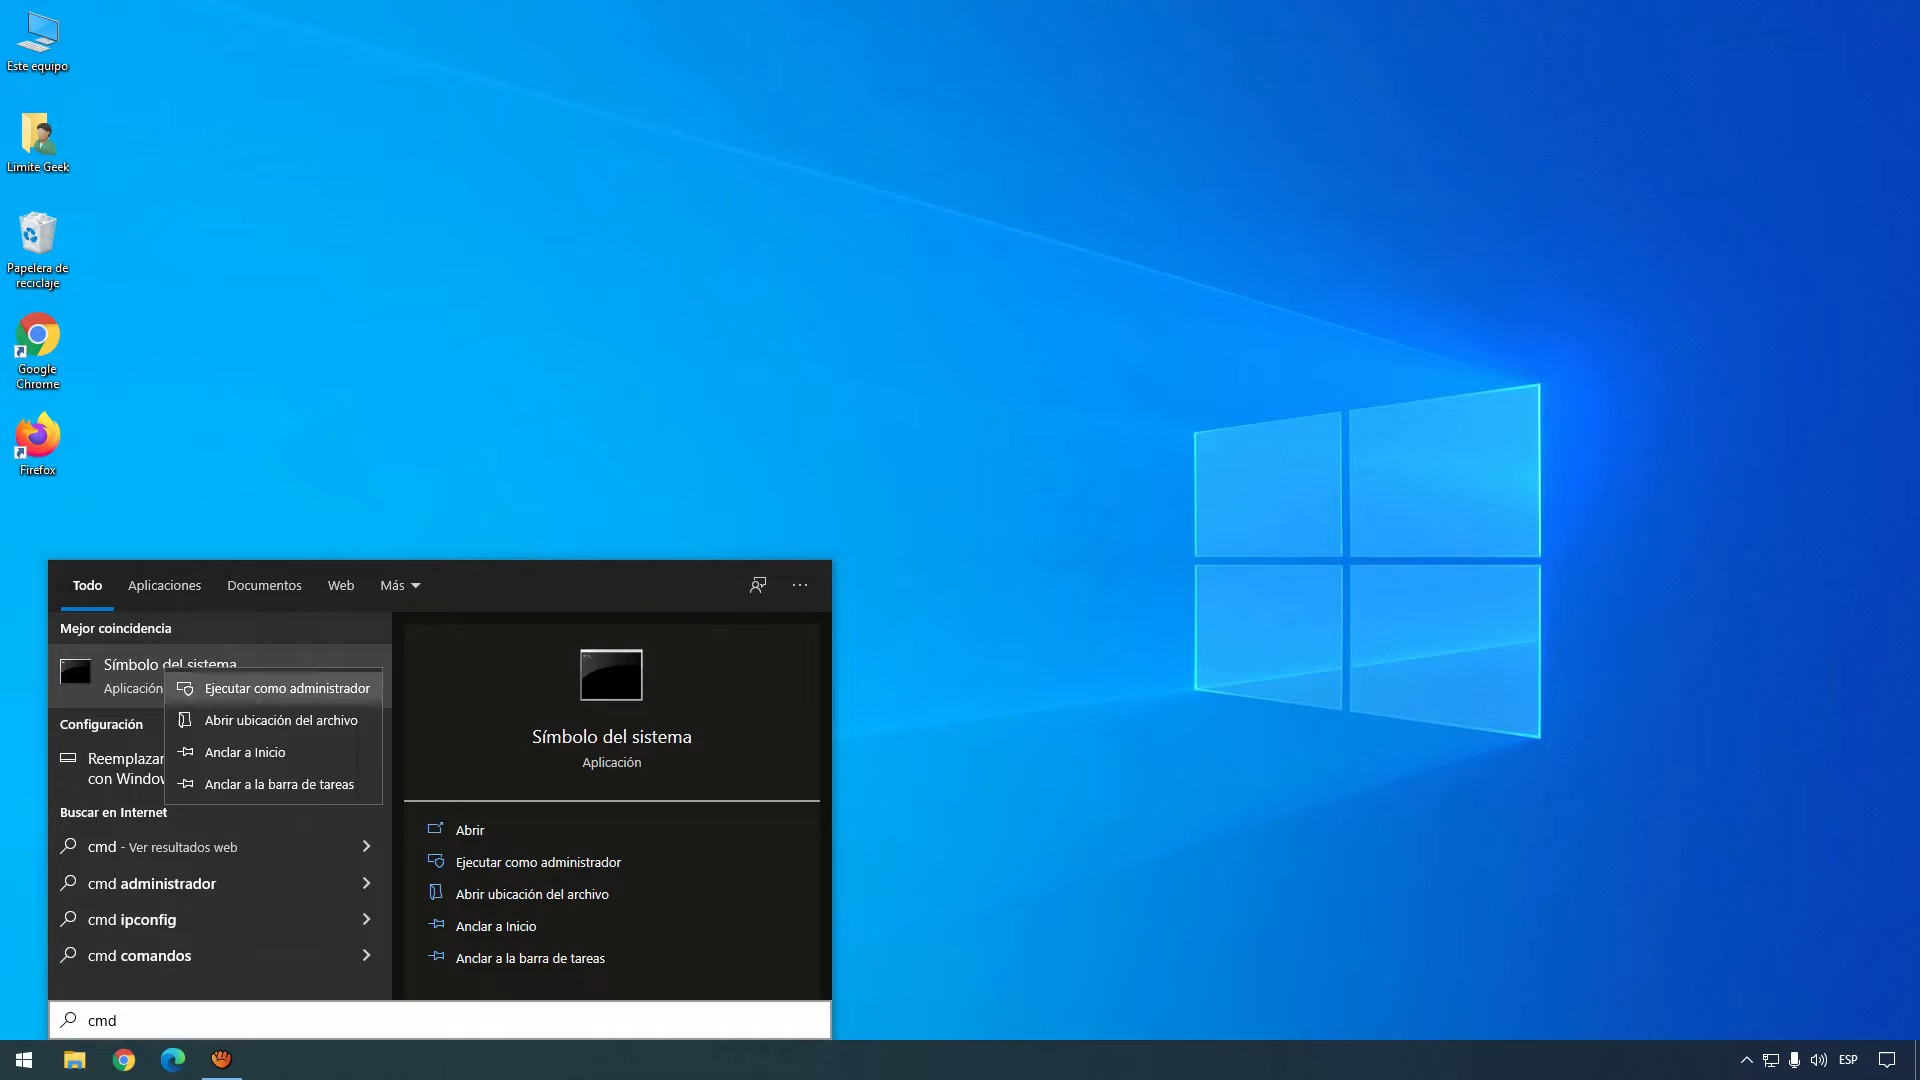 Este equipo
Limite Geek
Papelera de
reciclaje
Google
Chrome
Firefox
Todo
Aplicaciones
Documentos
Web
Más
Mejor coincidencia
Símbolo del sistema
Aplicación
Ejecutar como administrador
Abrir ubicación del archivo
Anclar a Inicio
Anclar a la barra de tareas
Configuración
Reemplazar
con
Buscar en Internet
cmd - Ver resultados web
cmd administrador
cmd ipconfig
cmd comandos
Símbolo del sistema
Aplicación
Abrir
Ejecutar como administrador
Abrir ubicación del archivo
Anclar a Inicio
Anclar a la barra de tareas
cmd
ESP